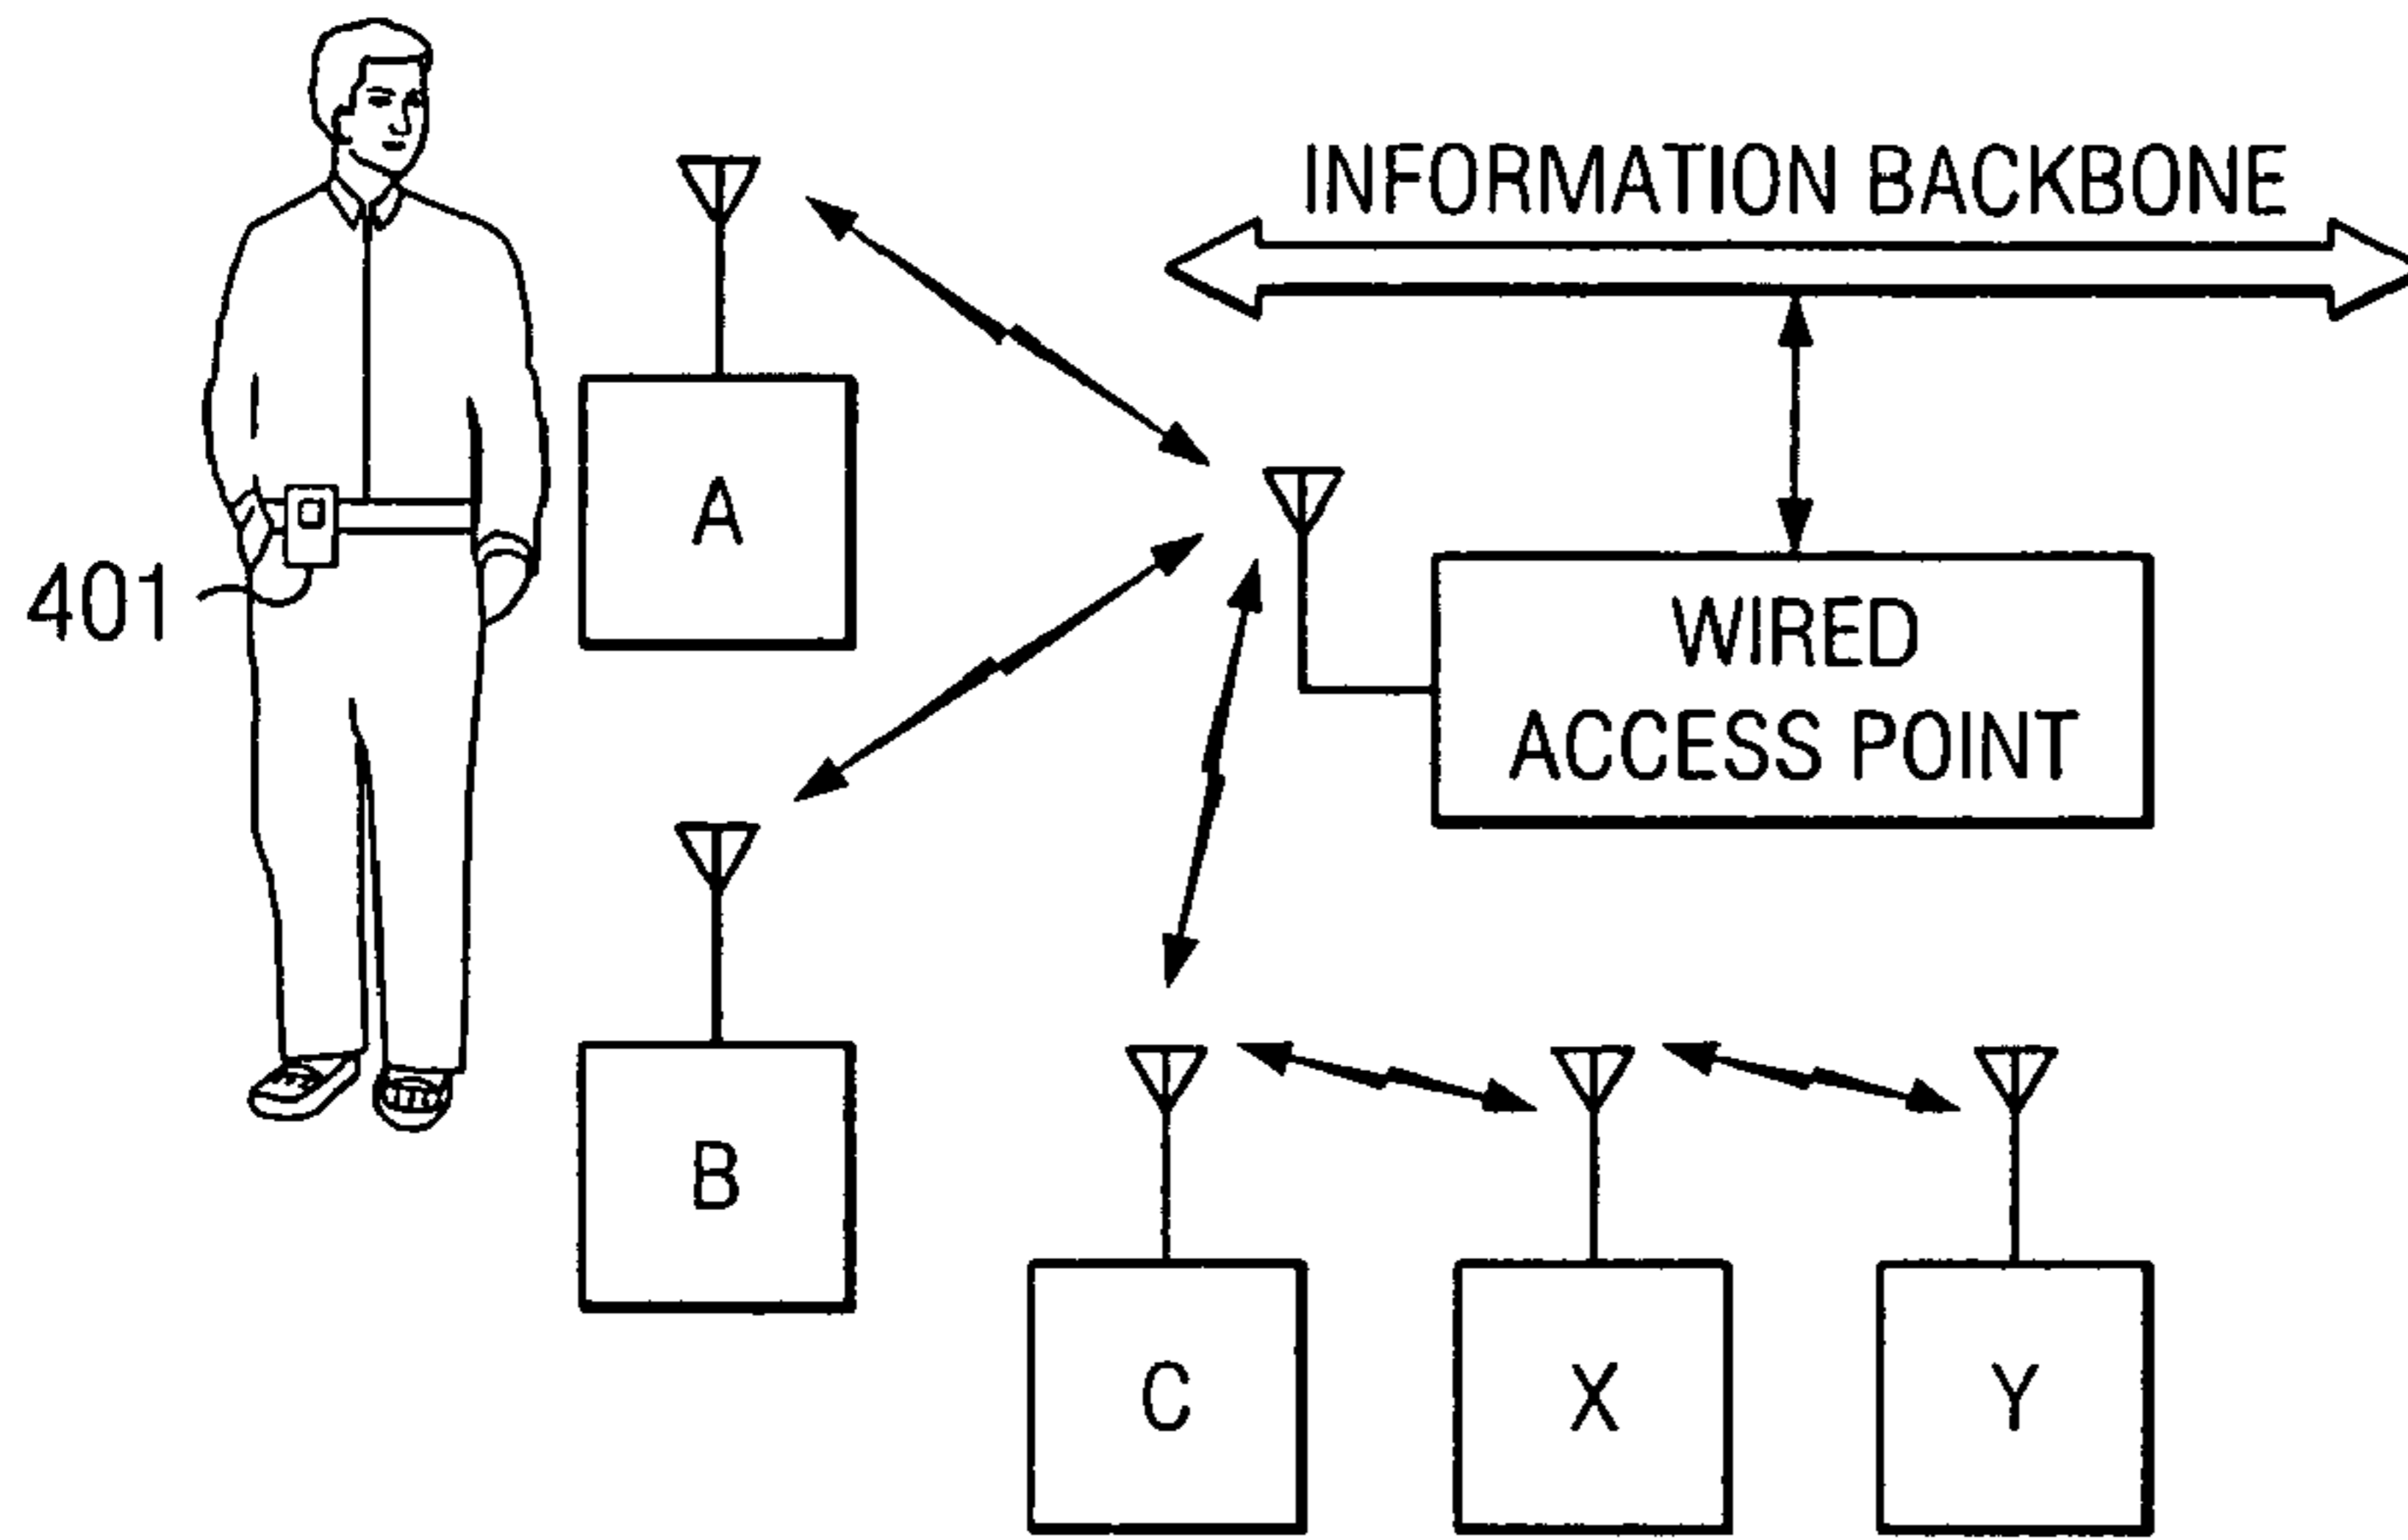 INFORMATION BACKBONE
A
401
WIRED
ACCESS POINT
B
C
X
Y